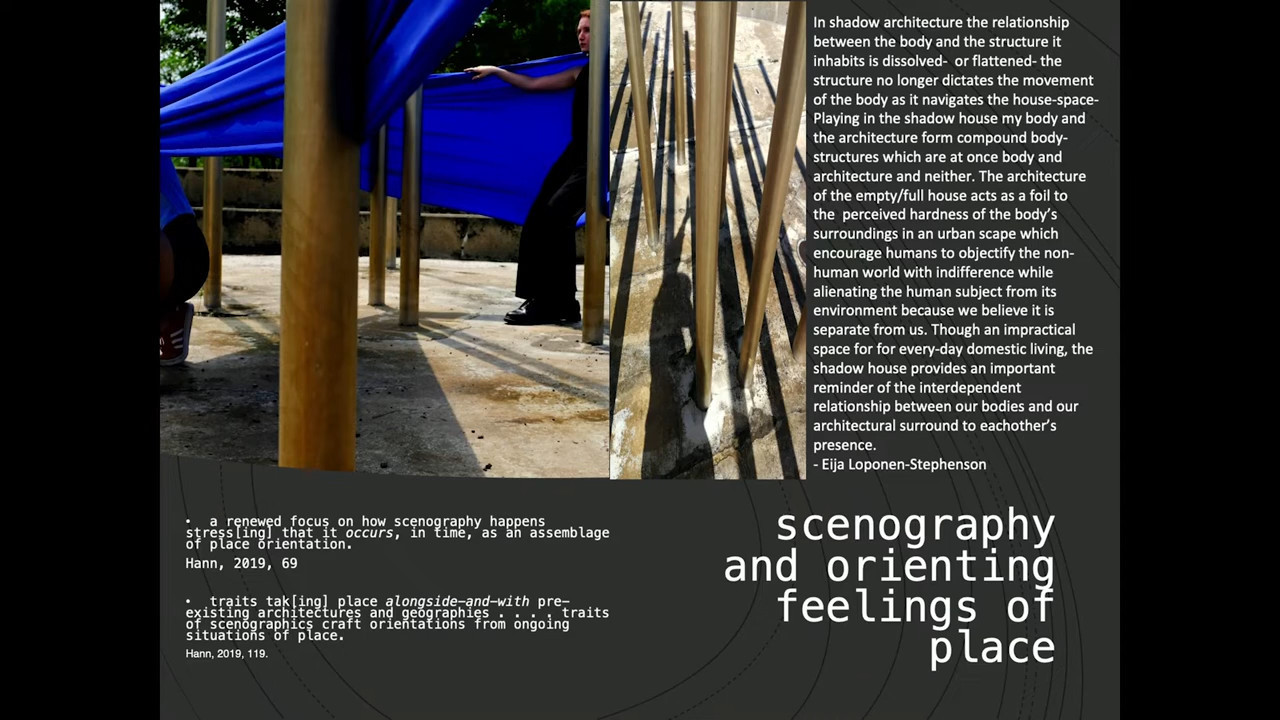 In shadow architecture the relationship
between the body and the structure it
inhabits is dissolved-  or flattened- the
structure no longer dictates the movement
of the body as it navigates the house-space-
Playing in the shadow house my body and
the architecture form compound body-
structures which are at once body and
architecture and neither. The architecture
of the empty/full house acts as a foil to
the  perceived hardness of the body's
surroundings in an urban scape which
encourage humans to objectify the non-
human world with indifference while
alienating the human subject from its
environment because we believe it is
separate from us. Though an impractical
space for for every-day domestic living, the
shadow house provides an important
reminder of the interdependent
relationship between our bodies and our
architectural surround to eachother's
presence.
- Eija Loponen-Stephenson
• a renewed focus on how scenography happens
stress[ing] that it occurs, in time, as an assemblage
of place orientation.
Hann, 2019, 69
• traits tak[ing] place alongside-and-with pre-
existing architectures and geographies . . . . traits
of scenographics craft orientations from ongoing
situations of place.
Hann, 2019, 119.
scenography
and orienting
feelings of
place